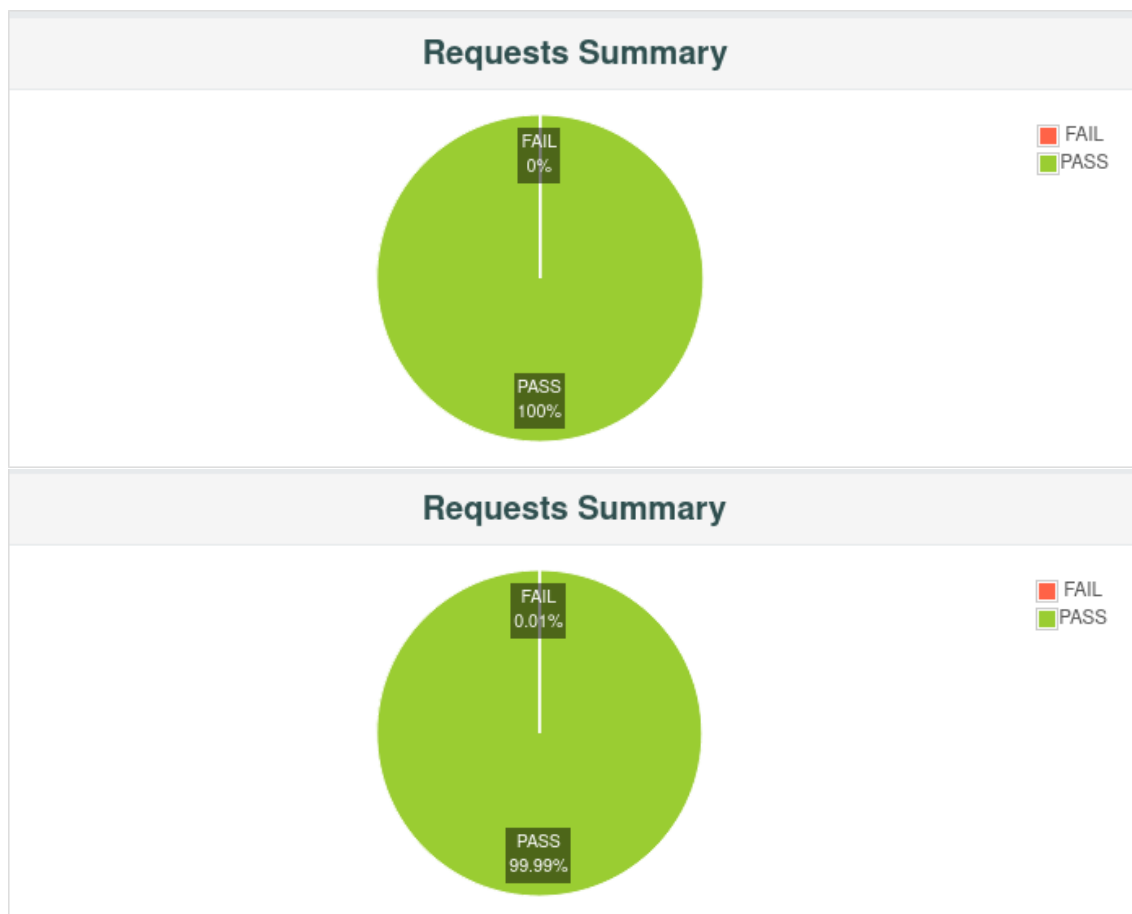 Requests Summary
FAIL
0%
PASS
100%
FAIL
PASS
Requests Summary
FAIL
0.01%
PASS
99.99%
FAIL
PASS